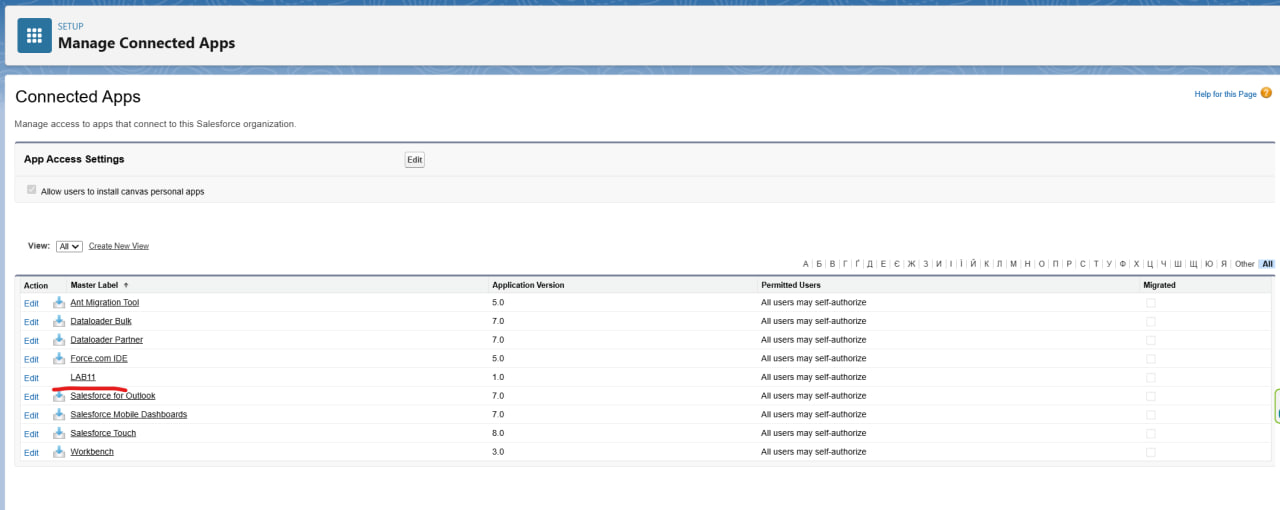 SETUP
Manage Connected Apps
Connected Apps
Help for this Page ?
Manage access to apps that connect to this Salesforce organization.
App Access Settings Edit
Allow users to install canvas personal apps
View: All Create New View
А | Б | В | Г | Ґ | Д | Е | Є | Ж | З | И | І | Ї | Й | К | Л | М | Н | О | П | Р | С | Т | У | Ф | Х | Ц | Ч | Ш | Щ | Ю | Я | Other All
Action Master Label ↑ Application Version Permitted Users Migrated
Edit Ant Migration Tool 5.0 All users may self-authorize
Edit Dataloader Bulk 7.0 All users may self-authorize
Edit Dataloader Partner 7.0 All users may self-authorize
Edit Force.com IDE 5.0 All users may self-authorize
Edit LAB11 1.0 All users may self-authorize
Edit Salesforce for Outlook 7.0 All users may self-authorize
Edit Salesforce Mobile Dashboards 7.0 All users may self-authorize
Edit Salesforce Touch 8.0 All users may self-authorize
Edit Workbench 3.0 All users may self-authorize